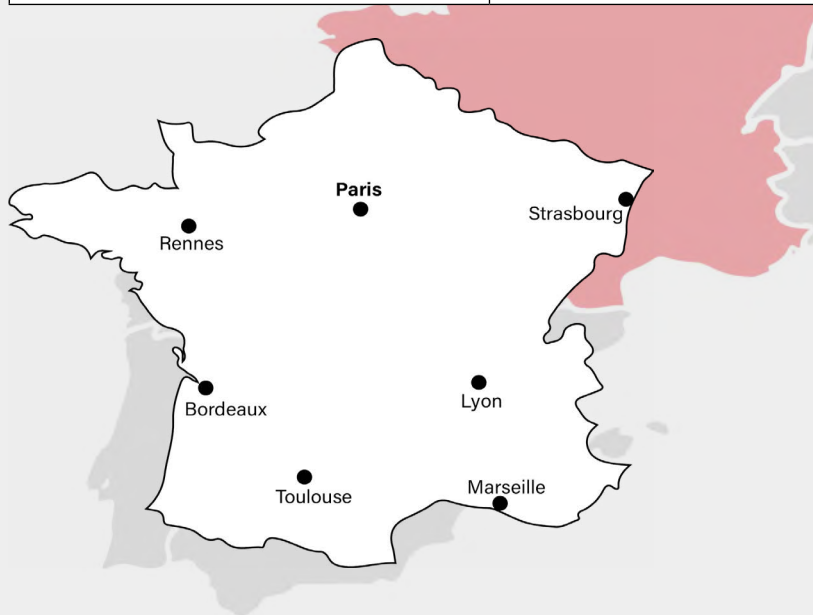 Paris
Strasbourg
Rennes
Bordeaux
Lyon
Toulouse
Marseille